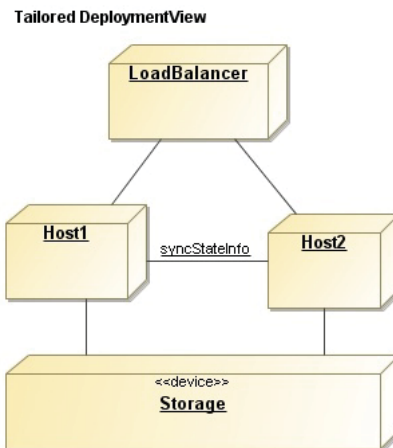 Tailored DeploymentView
LoadBalancer
Host1
syncStateInfo
Host2
<<device>>
Storage